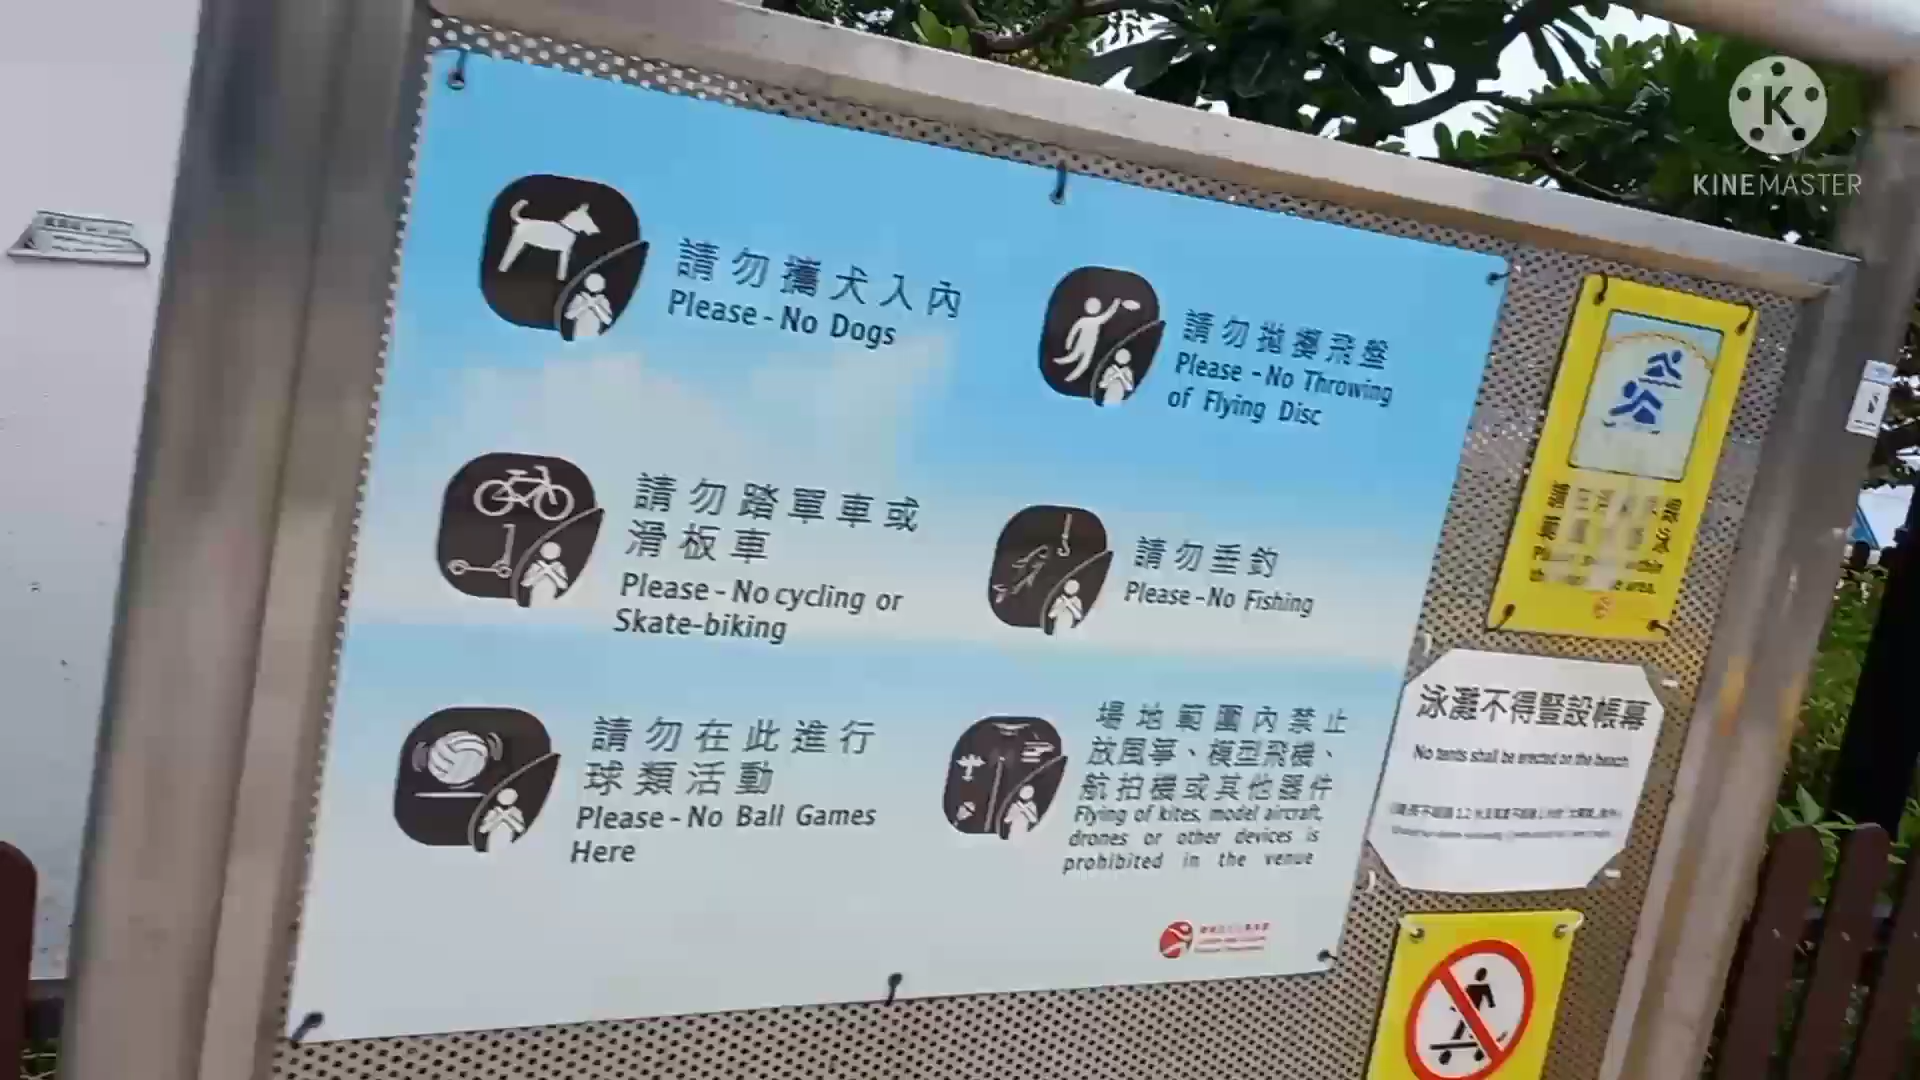 KINEMASTER
請勿攜犬入內
Please - No Dogs
請勿拋擲飛盤
Please - No Throwing
of Flying Disc
請勿踏單車或
滑板車
Please - No cycling or
Skate-biking
請勿垂釣
Please - No Fishing
請勿在此進行
球類活動
Please - No Ball Games
Here
場地範圍內禁止
放風箏、模型飛機、
航拍機或其他器件
Flying of kites, model aircraft,
drones or other devices is
prohibited in the venue
泳灘不得豎設帳幕
No tents shall be erected on the beach